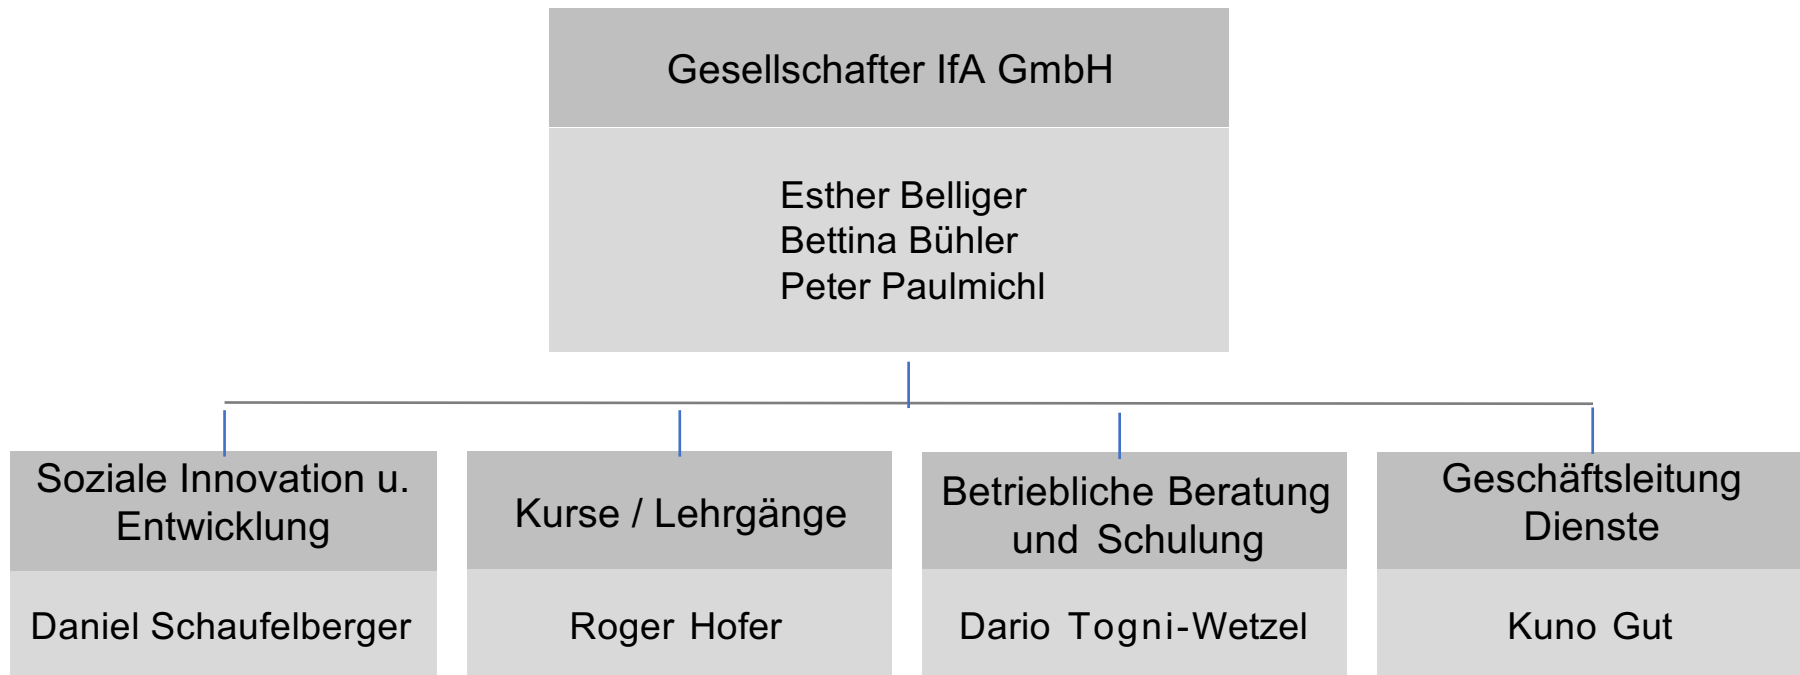 Gesellschafter IfA GmbH
Esther Belliger
Bettina Bühler
Peter Paulmichl
Soziale Innovation u.
Entwicklung
Daniel Schaufelberger
Kurse / Lehrgänge
Roger Hofer
Betriebliche Beratung
und Schulung
Dario Togni-Wetzel
Geschäftsleitung
Dienste
Kuno Gut